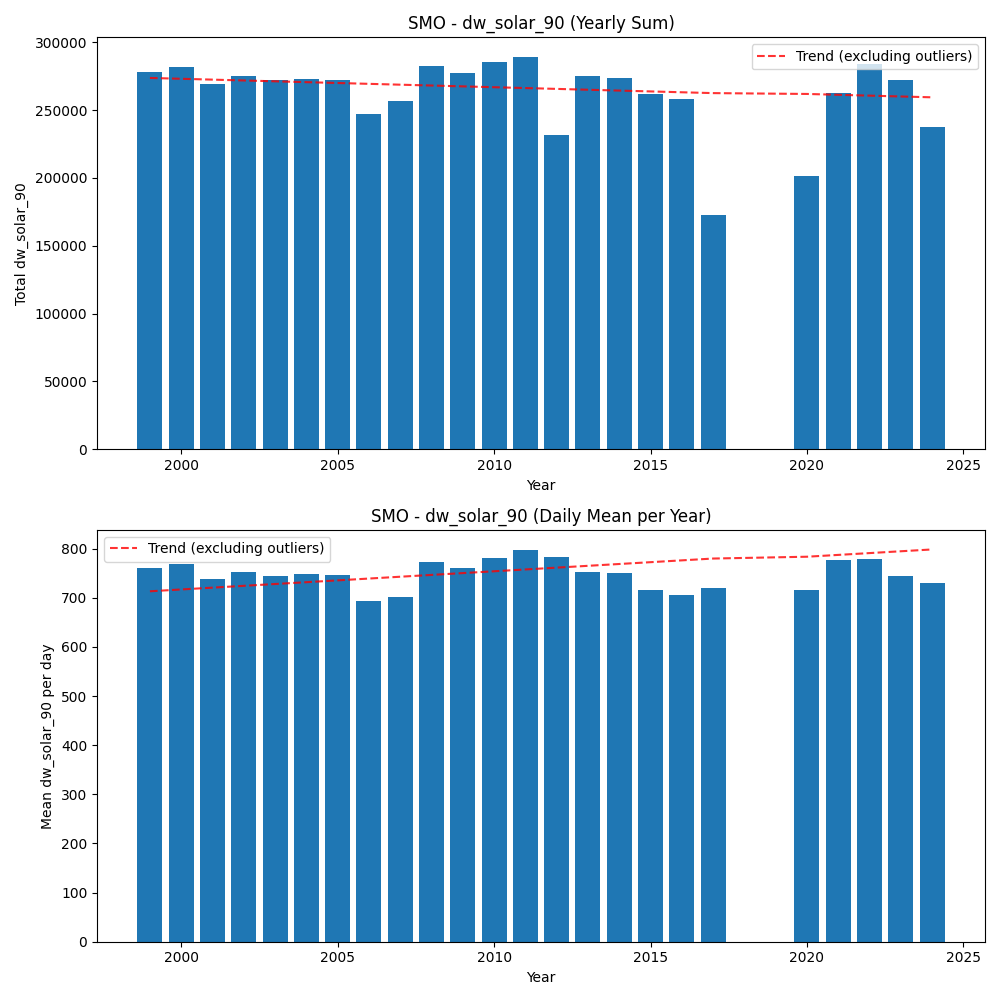 SMO - dw_solar_90 (Yearly Sum)
Trend (excluding outliers)
Total dw_solar_90
300000
250000
200000
150000
100000
50000
0
2000 2005 2010 2015 2020 2025
Year
SMO - dw_solar_90 (Daily Mean per Year)
Trend (excluding outliers)
Mean dw_solar_90 per day
800
700
600
500
400
300
200
100
0
2000 2005 2010 2015 2020 2025
Year